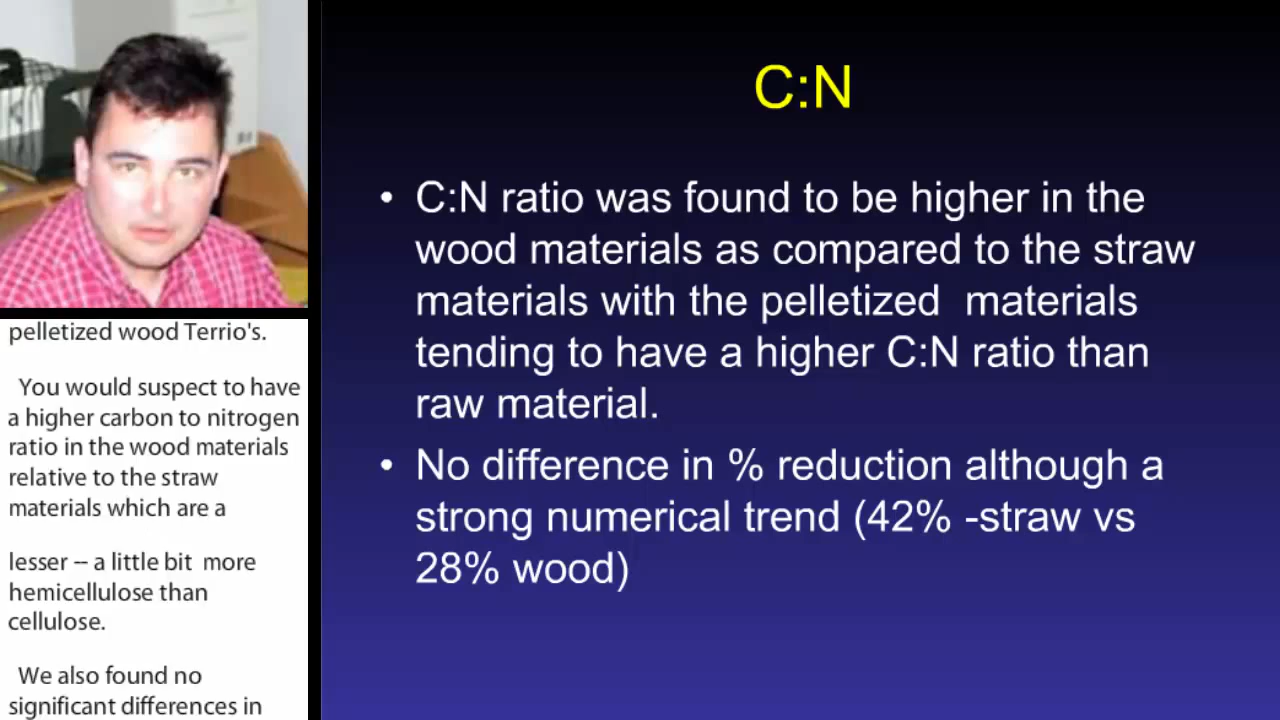 C:N
• C:N ratio was found to be higher in the
wood materials as compared to the straw
materials with the pelletized  materials
tending to have a higher C:N ratio than
raw material.
• No difference in % reduction although a
strong numerical trend (42% -straw vs
28% wood)
pelletized wood Terrio's.
You would suspect to have
a higher carbon to nitrogen
ratio in the wood materials
relative to the straw
materials which are a
lesser -- a little bit  more
hemicellulose than
cellulose.
We also found no
significant differences in